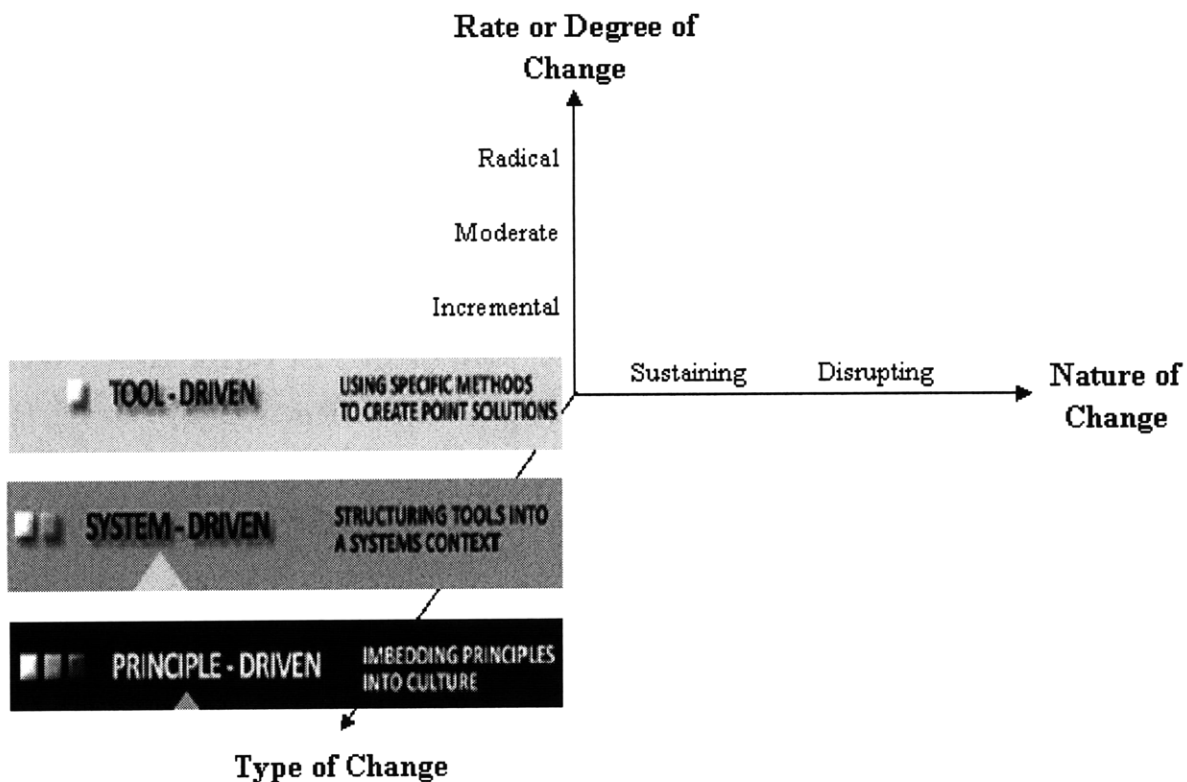 Rate or Degree of
Change
Radical
Moderate
Incremental
Sustaining
Disrupting
Nature of
Change
TOOL - DRIVEN
USING SPECIFIC METHODS
TO CREATE POINT SOLUTIONS
SYSTEM - DRIVEN
STRUCTURING TOOLS INTO
A SYSTEMS CONTEXT
PRINCIPLE - DRIVEN
IMBEDDING PRINCIPLES
INTO CULTURE
Type of Change